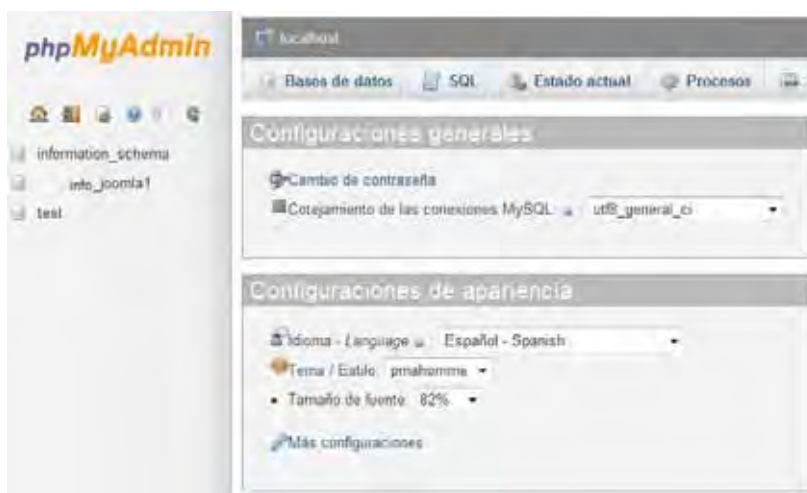 phpMyAdmin
information_schema
info_joomla1
test
localhost
Bases de datos SQL Estado actual Procesos
Configuraciones generales
Cambio de contraseña
Cotejamiento de las conexiones MySQL utf8_general_ci
Configuraciones de apariencia
Idioma - Language Español - Spanish
Tema / Estilo pmahomme
Tamaño de fuente 82%
Más configuraciones